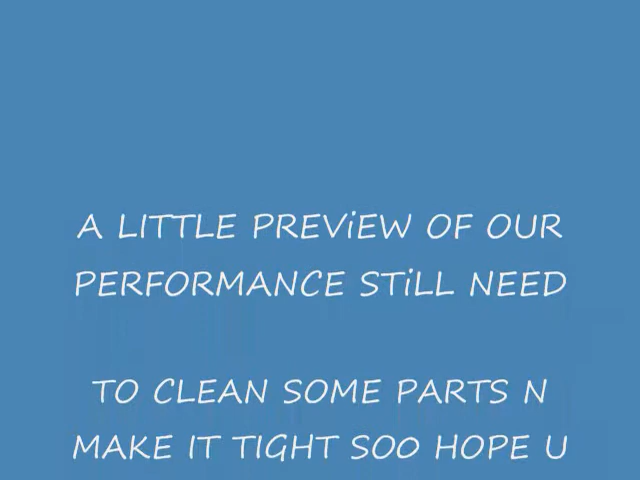 A LITTLE PREViEW OF OUR
PERFORMANCE STiLL NEED
TO CLEAN SOME PARTS N
MAKE IT TIGHT SOO HOPE U